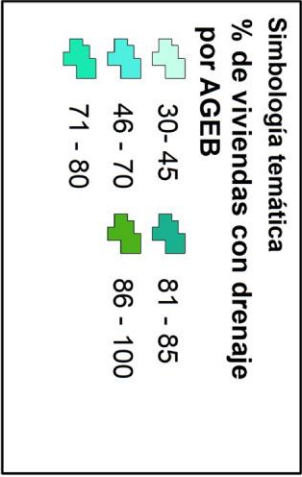 Simbología temática
% de viviendas con drenaje
por AGEB
30- 45
46 - 70
71 - 80
81 - 85
86 - 100